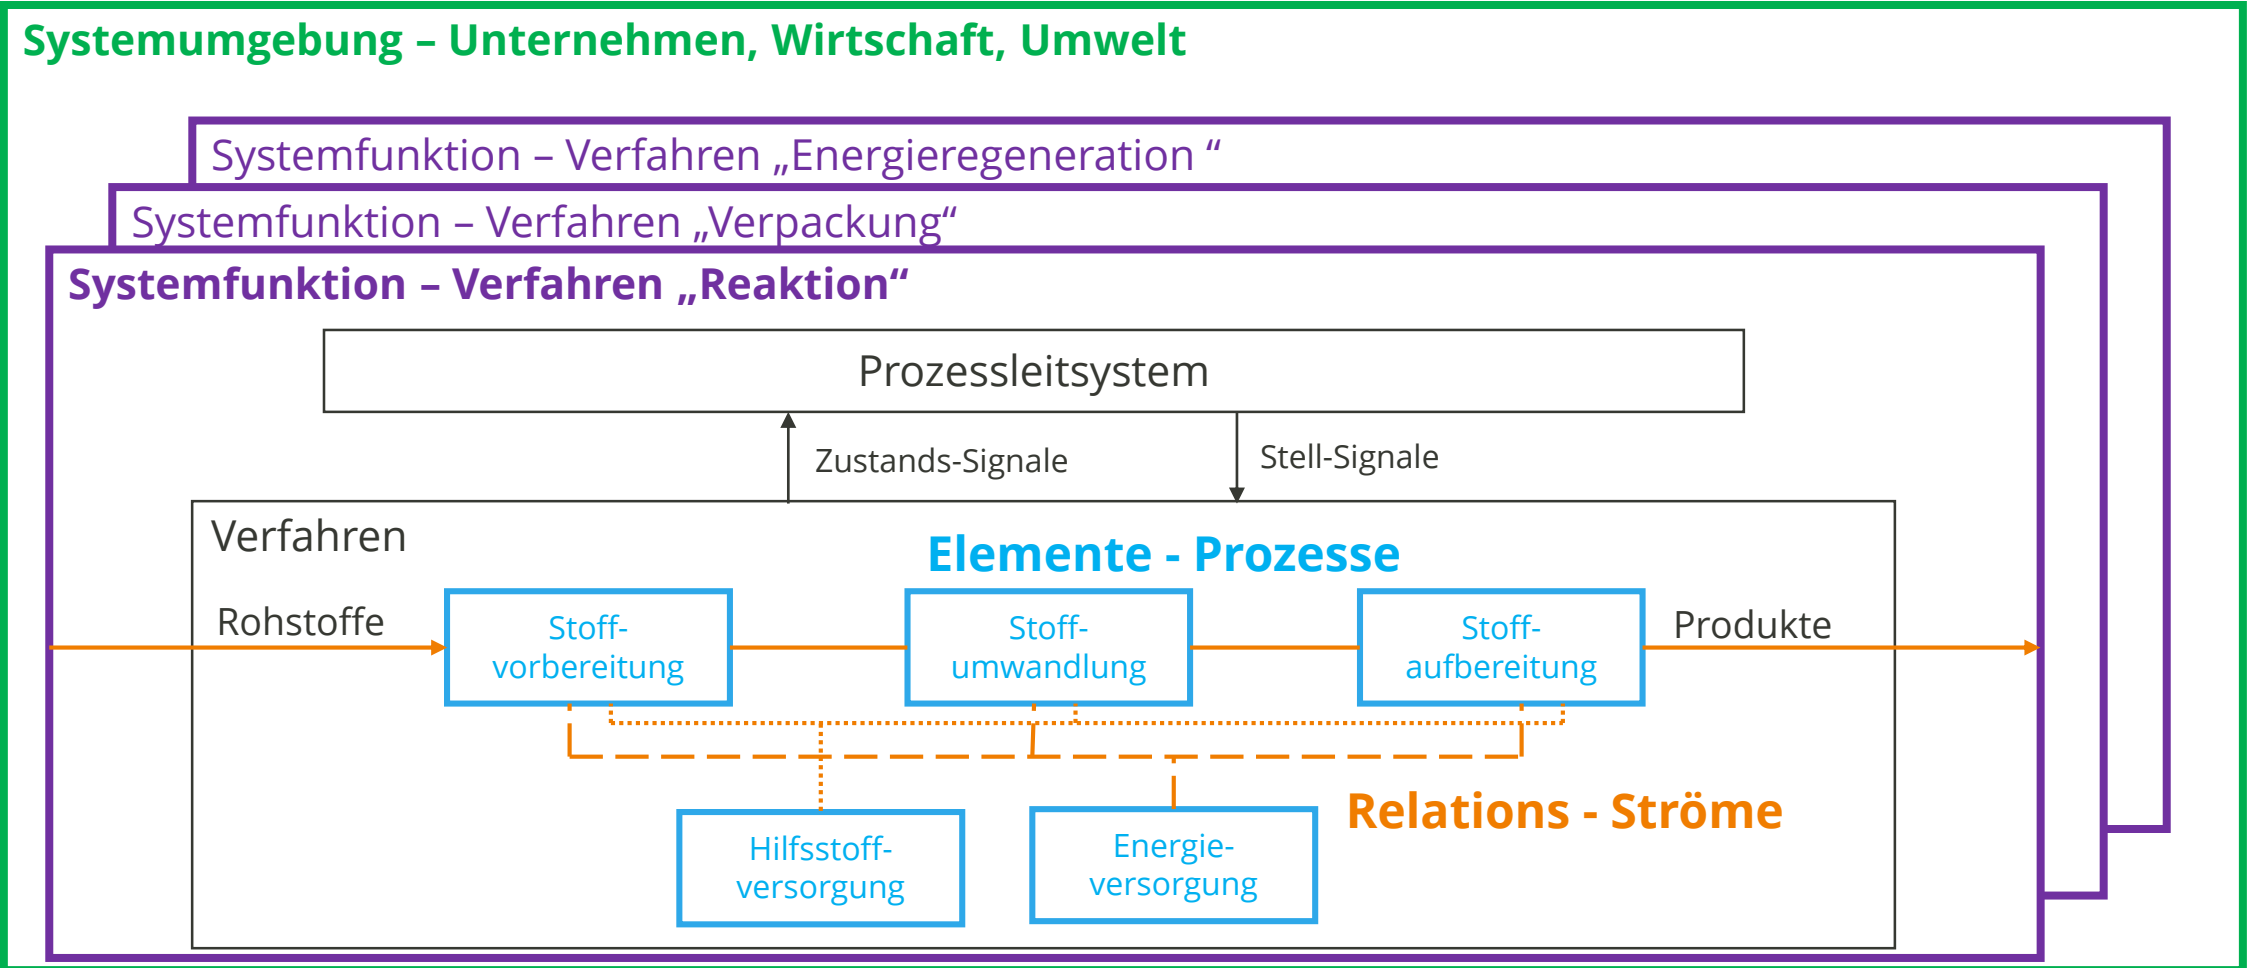 Systemumgebung – Unternehmen, Wirtschaft, Umwelt
Systemfunktion – Verfahren „Energieregeneration “
Systemfunktion – Verfahren „Verpackung“
Systemfunktion – Verfahren „Reaktion“
Prozessleitsystem
Zustands-Signale
Stell-Signale
Verfahren
Elemente - Prozesse
Rohstoffe
Stoff-
vorbereitung
Stoff-
umwandlung
Stoff-
aufbereitung
Produkte
Relations - Ströme
Hilfsstoff-
versorgung
Energie-
versorgung